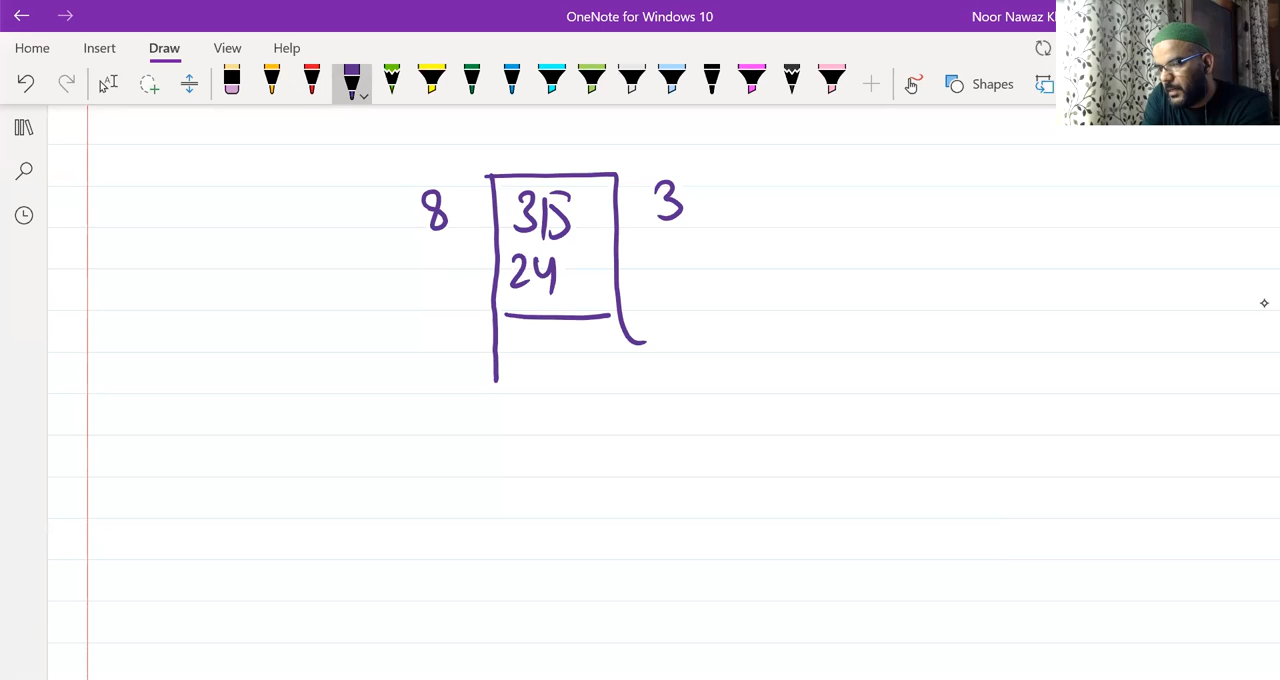 OneNote for Windows 10
Noor Nawaz
Home Insert Draw View Help
Shapes
8 315 3
24